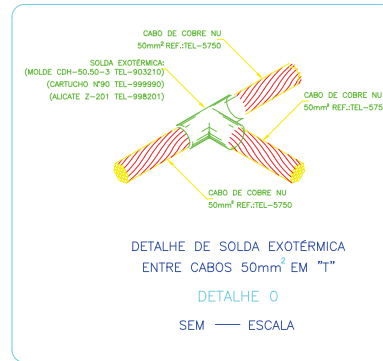 CABO DE COBRE NU
50mm² REF.:TEL-5750
SOLDA EXOTÉRMICA:
(MOLDE CDH-50.50-3 TEL-903210)
(CARTUCHO N°90 TEL-999990)
(ALICATE Z-201 TEL-998201)
CABO DE COBRE NU
50mm² REF.:TEL-575
CABO DE COBRE NU
50mm² REF.:TEL-5750
DETALHE DE SOLDA EXOTÉRMICA
ENTRE CABOS 50mm² EM "T"
DETALHE O
SEM — ESCALA